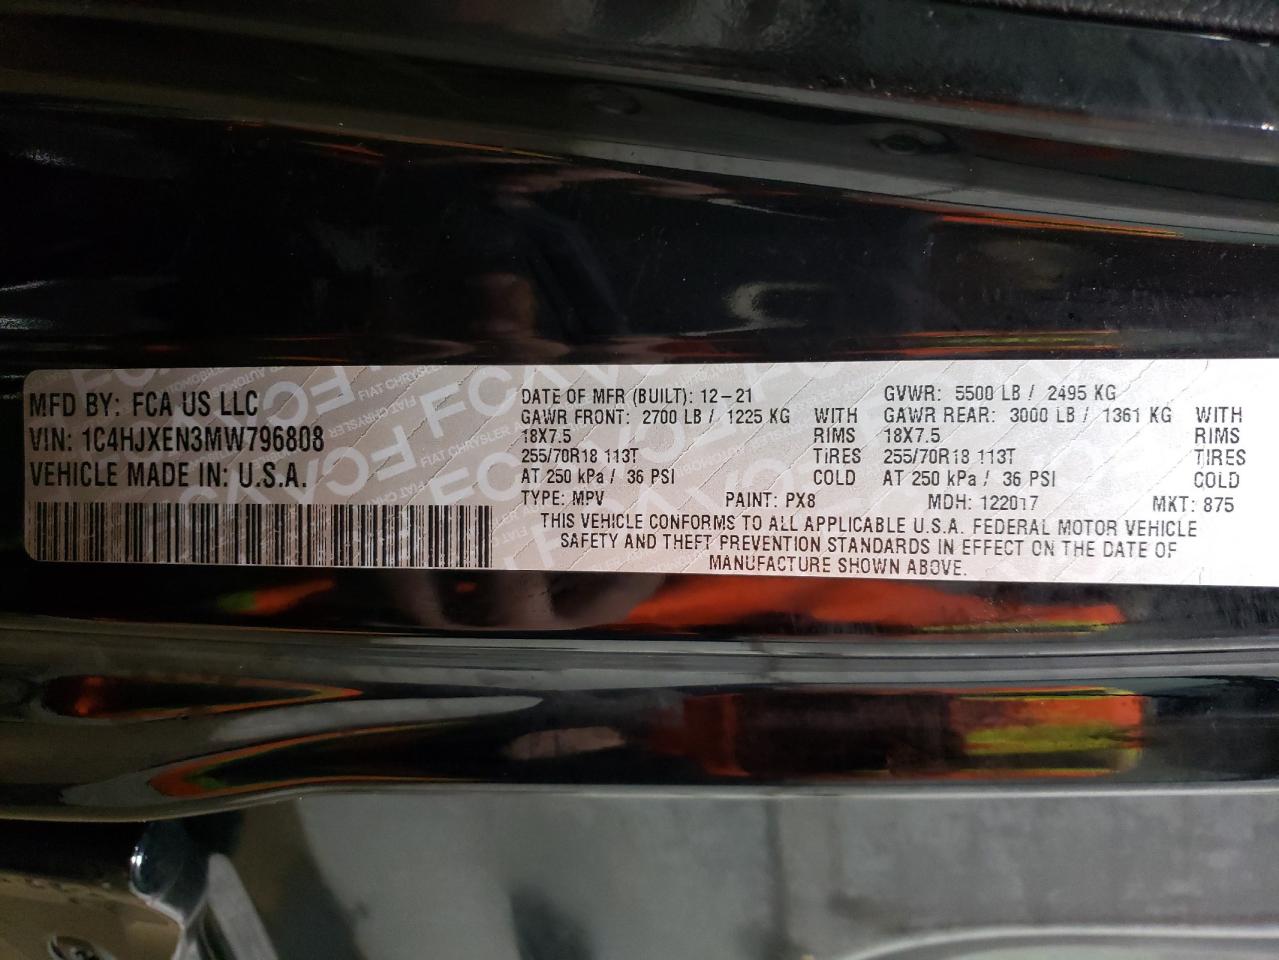 MFD BY: FCA US LLC
VIN: 1C4HJXEN3MW796808
VEHICLE MADE IN: U.S.A.
DATE OF MFR (BUILT): 12-21 GVWR: 5500 LB / 2495 KG
GAWR FRONT: 2700 LB / 1225 KG WITH GAWR REAR: 3000 LB / 1361 KG WITH
18X7.5 RIMS 18X7.5 RIMS
255/70R18 113T TIRES 255/70R18 113T TIRES
AT 250 kPa / 36 PSI COLD AT 250 kPa / 36 PSI COLD
TYPE: MPV PAINT: PX8 MDH: 122017 MKT: 875
THIS VEHICLE CONFORMS TO ALL APPLICABLE U.S.A. FEDERAL MOTOR VEHICLE
SAFETY AND THEFT PREVENTION STANDARDS IN EFFECT ON THE DATE OF
MANUFACTURE SHOWN ABOVE.